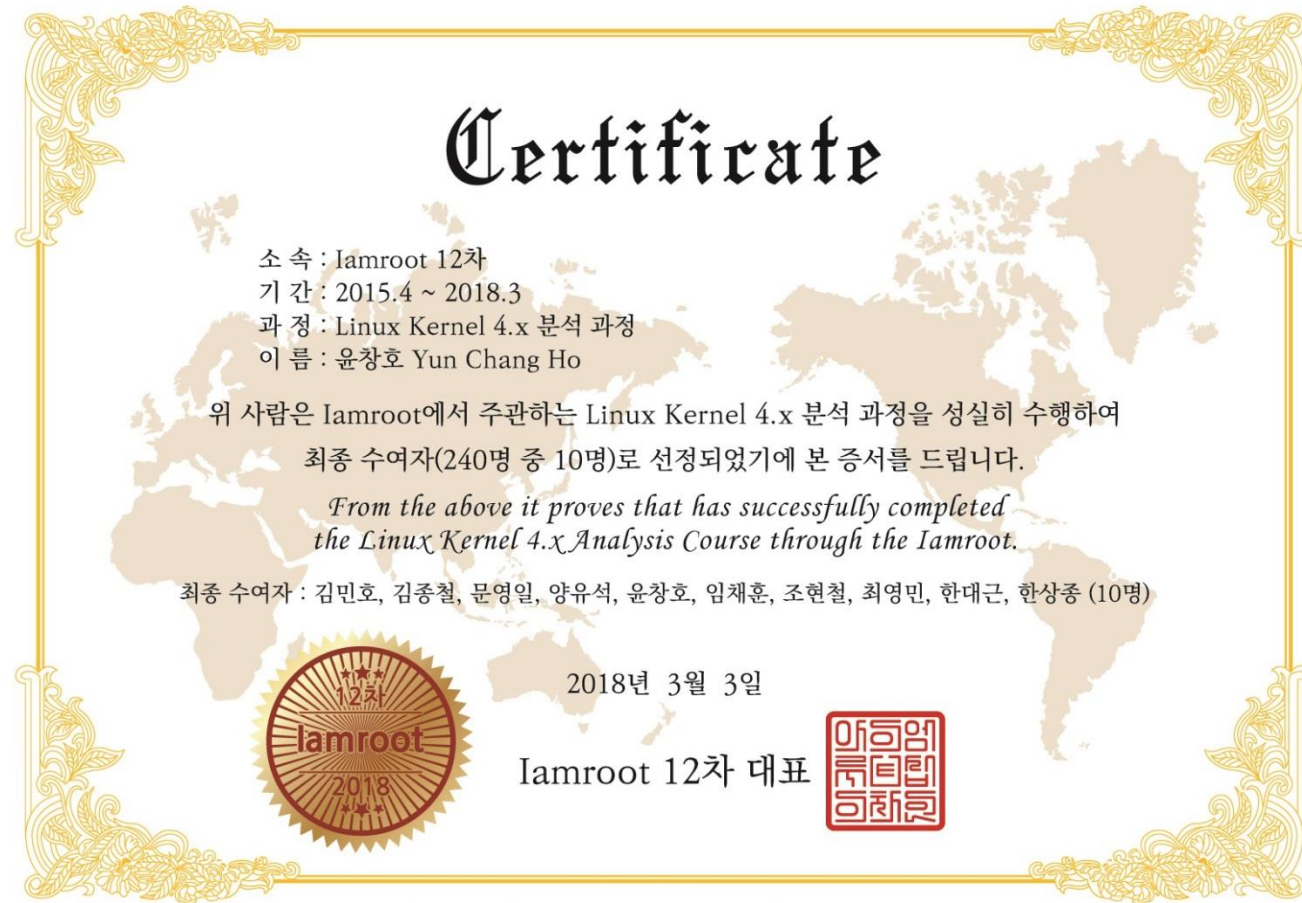 Certificate
소 속 : Iamroot 12차
기 간 : 2015.4 ~ 2018.3
과 정 : Linux Kernel 4.x 분석 과정
이 름 : 윤창호 Yun Chang Ho
위 사람은 Iamroot에서 주관하는 Linux Kernel 4.x 분석 과정을 성실히 수행하여
최종 수여자(240명 중 10명)로 선정되었기에 본 증서를 드립니다.
From the above it proves that has successfully completed
the Linux Kernel 4.x Analysis Course through the Iamroot.
최종 수여자 : 김민호, 김종철, 문영일, 양유석, 윤창호, 임채훈, 조현철, 최영민, 한대근, 한상종 (10명)
2018년 3월 3일
12차
Iamroot
2018
Iamroot 12차 대표